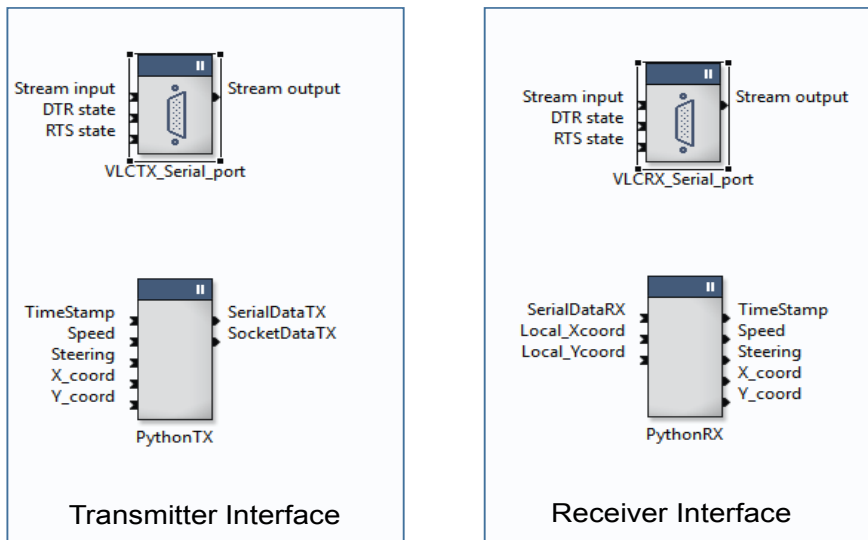 Stream input
DTR state
RTS state
Stream output
VLCTX_Serial_port
TimeStamp
Speed
Steering
X_coord
Y_coord
SerialDataTX
SocketDataTX
PythonTX
Transmitter Interface
Stream input
DTR state
RTS state
Stream output
VLCRX_Serial_port
SerialDataRX
Local_Xcoord
Local_Ycoord
TimeStamp
Speed
Steering
X_coord
Y_coord
PythonRX
Receiver Interface